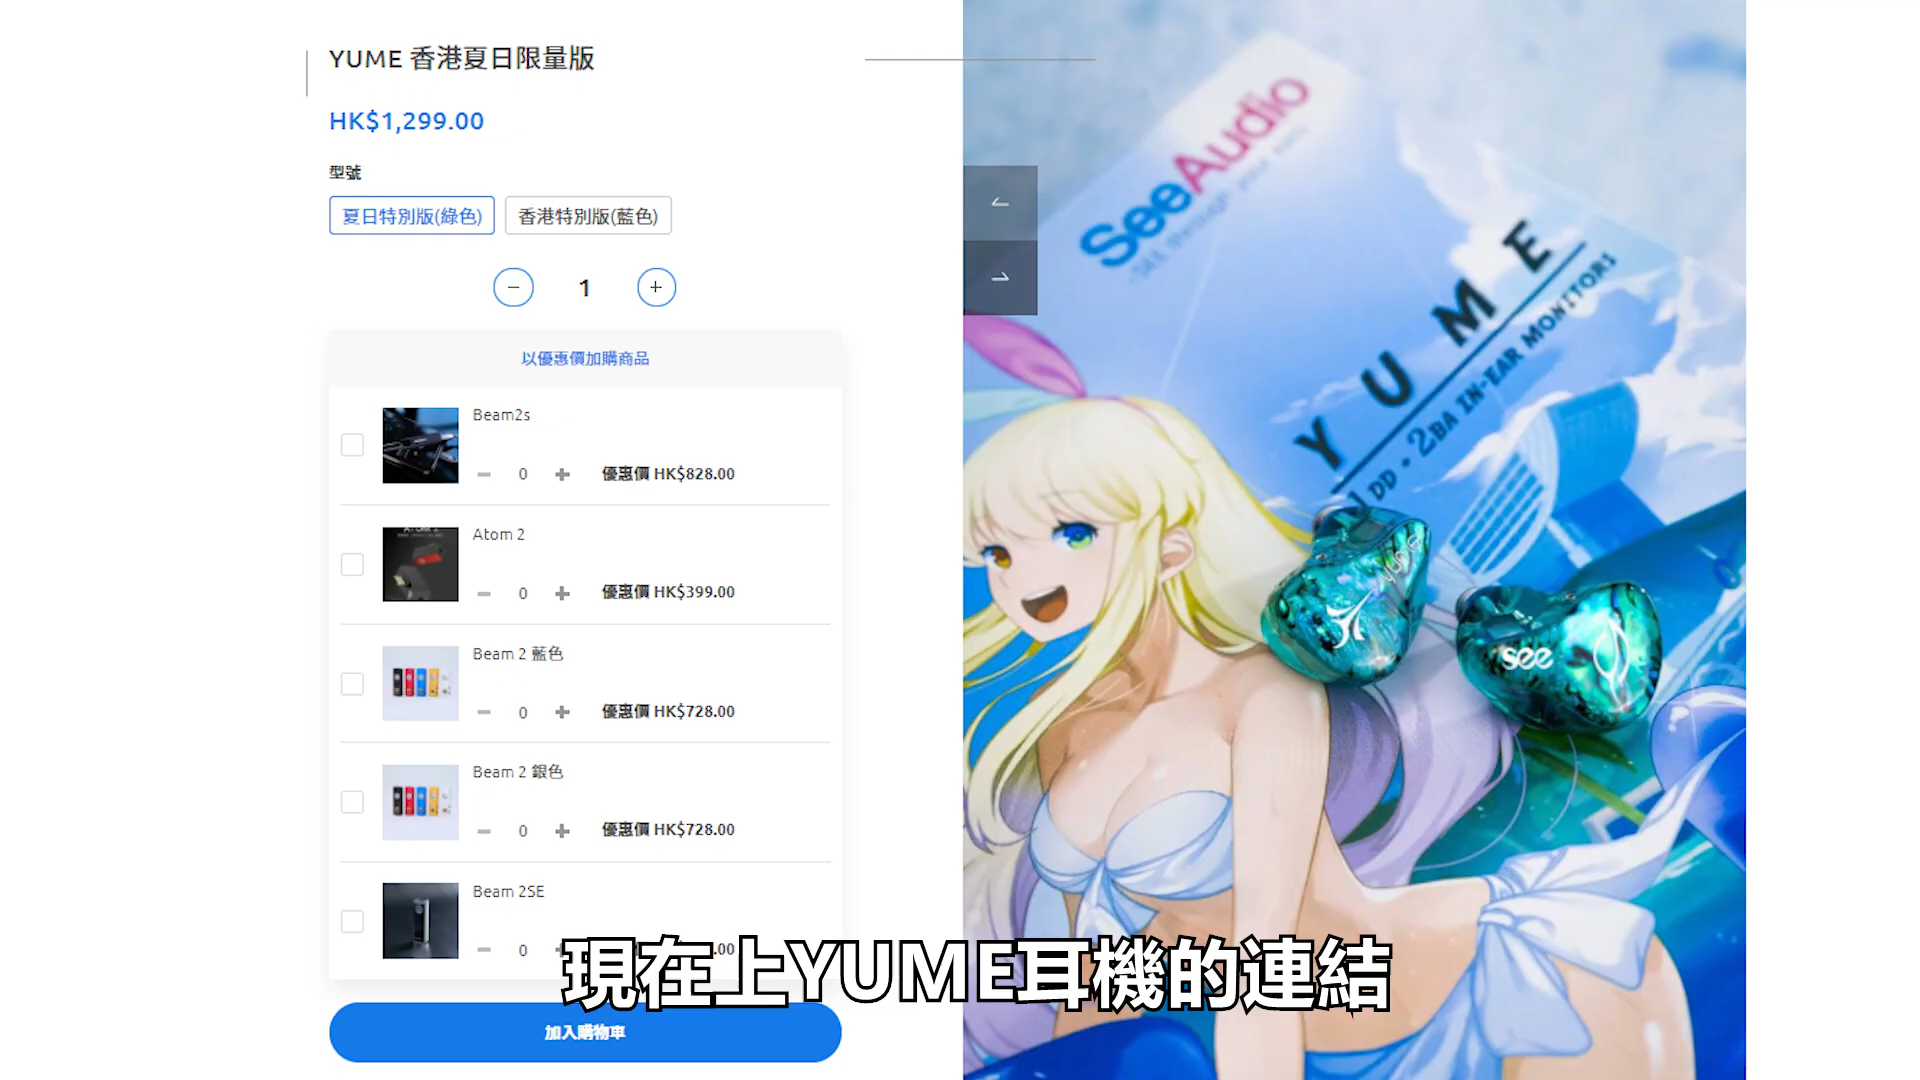 YUME 香港夏日限量版
HK$1,299.00
型號
夏日特別版(綠色)
香港特別版(藍色)
1
以優惠價加購商品
Beam2s
0
優惠價 HK$828.00
Atom 2
0
優惠價 HK$399.00
Beam 2 藍色
0
優惠價 HK$728.00
Beam 2 銀色
0
優惠價 HK$728.00
Beam 2SE
0
.00
加入購物車
SeeAudio
YUME
1DD • 2BA IN-EAR MONITORS
YUME
see
現在上YUME耳機的連結